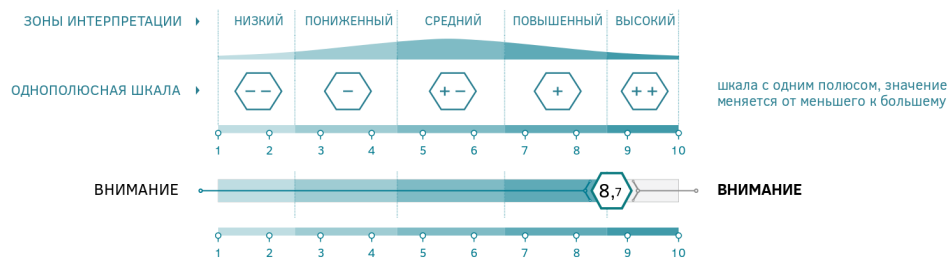 ЗОНЫ ИНТЕРПРЕТАЦИИ НИЗКИЙ ПОНИЖЕННЫЙ СРЕДНИЙ ПОВЫШЕННЫЙ ВЫСОКИЙ
ОДНОПОЛЮСНАЯ ШКАЛА – – – + – + + +
шкала с одним полюсом, значение
меняется от меньшего к большему
1 2 3 4 5 6 7 8 9 10
ВНИМАНИЕ 8,7 ВНИМАНИЕ
1 2 3 4 5 6 7 8 9 10